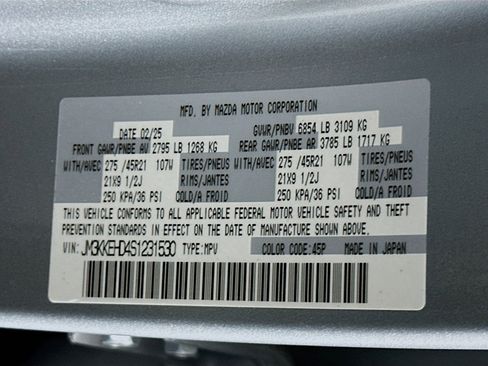 MFD. BY MAZDA MOTOR CORPORATION
DATE 02/25 GVWR/PNBV 6854 LB 3109 KG
FRONT GAWR/PNBE AV 2795 LB 1268 KG REAR GAWR/PNBE AR 3785 LB 1717 KG
WITH/AVEC 275 /45R21 107W TIRES/PNEUS WITH/AVEC 275 /45R21 107W TIRES/PNEUS
21X9 1/2J RIMS/JANTES 21X9 1/2J RIMS/JANTES
250 KPA/36 PSI COLD/A FROID 250 KPA/36 PSI COLD/A FROID
THIS VEHICLE CONFORMS TO ALL APPLICABLE FEDERAL MOTOR VEHICLE SAFETY AND THEFT
PREVENTION STANDARDS IN EFFECT ON THE DATE OF MANUFACTURE SHOWN ABOVE.
VIN: JM3KKEHD4S1231530 TYPE:MPV COLOR CODE:45P MADE IN JAPAN